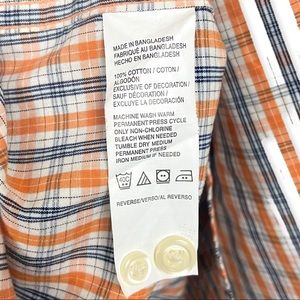 MADE IN BANGLADESH
FABRIQUÉ AU BANGLADESH
HECHO EN BANGLADESH
100% COTTON / COTON /
ALGODÓN
EXCLUSIVE OF DECORATION /
SAUF DÉCORATION /
EXCLUYE LA DECORACIÓN
MACHINE WASH WARM
PERMANENT PRESS CYCLE
ONLY NON-CHLORINE
BLEACH WHEN NEEDED
TUMBLE DRY MEDIUM
PERMANENT PRESS
IRON MEDIUM IF NEEDED
40C
REVERSE/VERSO/AL REVERSO